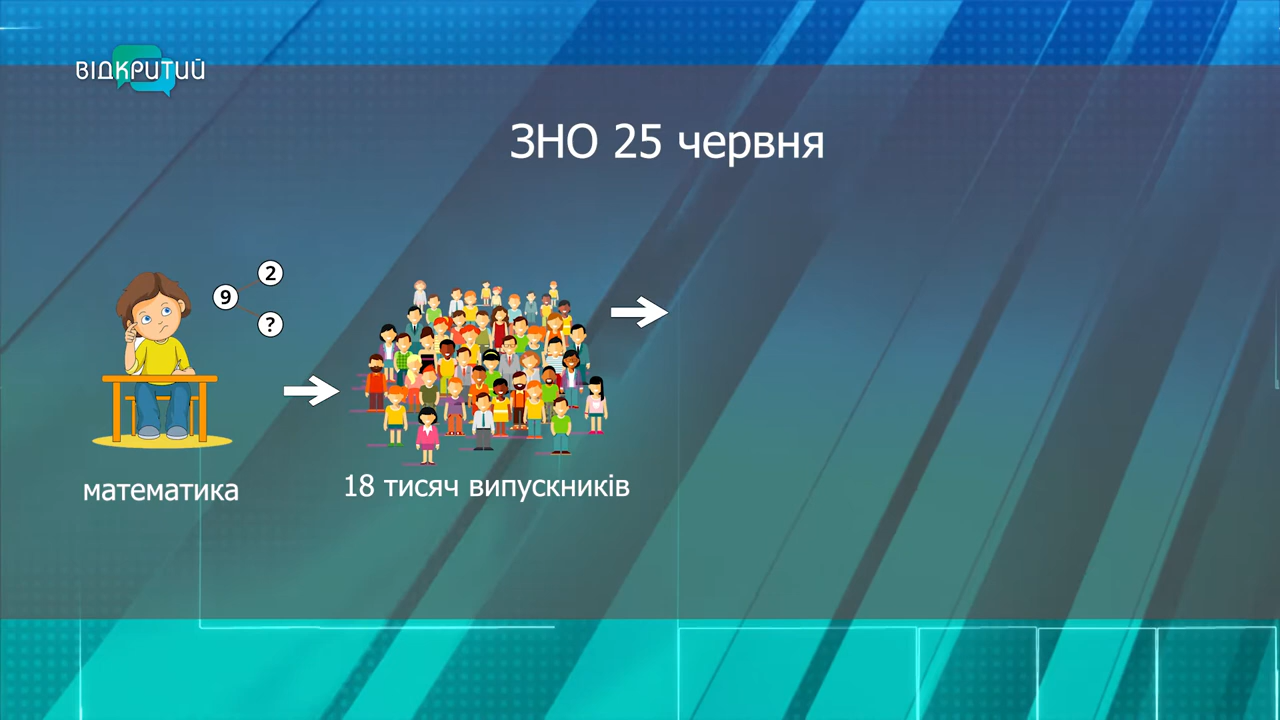 ВІДКРИТИЙ
ЗНО 25 червня
2
9
?
математика
18 тисяч випускників